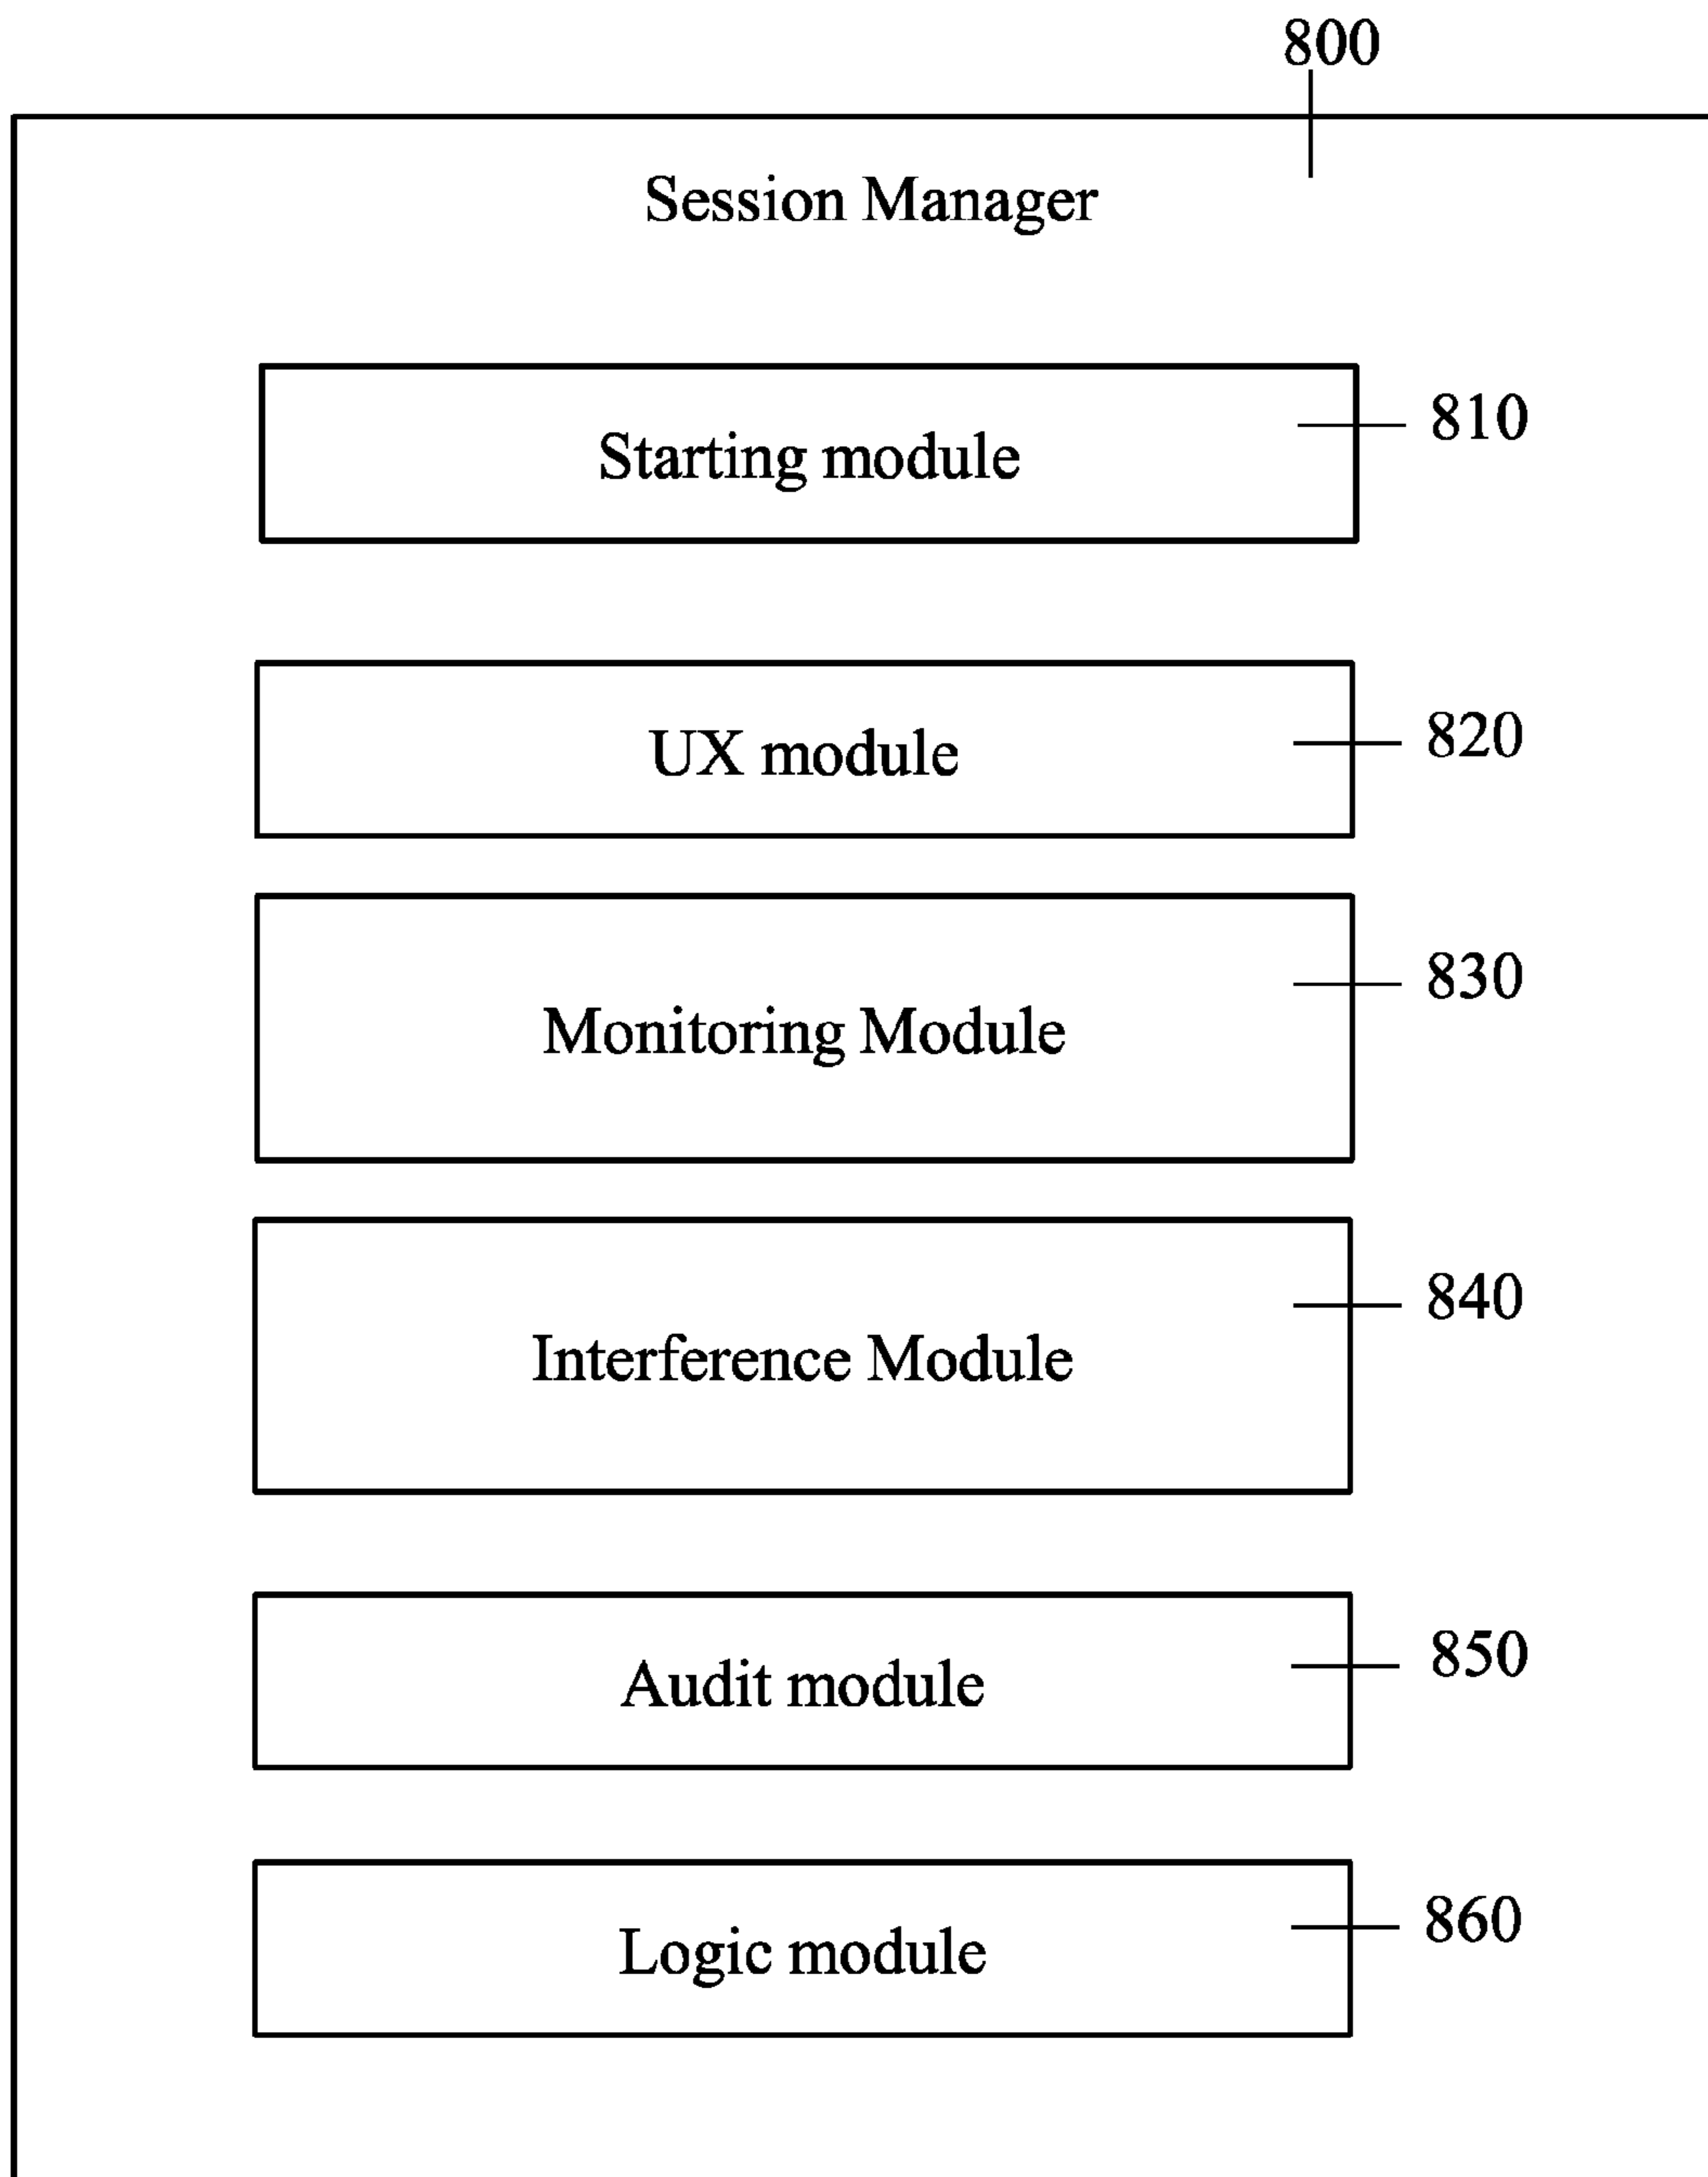 800
Session Manager
810
Starting module
820
UX module
830
Monitoring Module
840
Interference Module
850
Audit module
860
Logic module